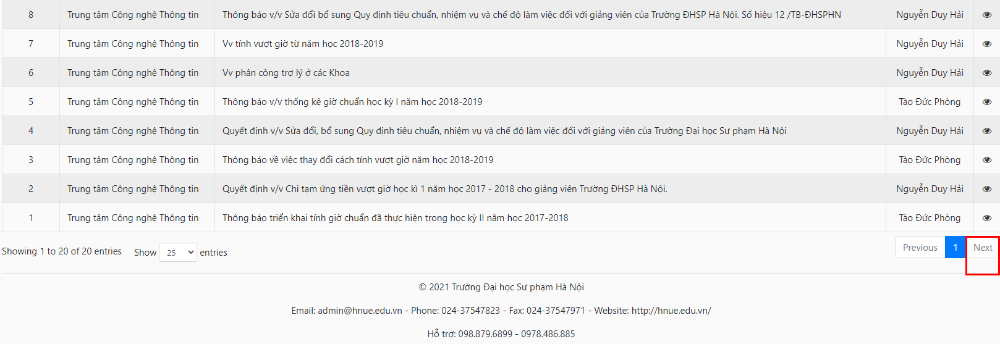 8 Trung tâm Công nghệ Thông tin Thông báo v/v Sửa đổi bổ sung Quy định tiêu chuẩn, nhiệm vụ và chế độ làm việc đối với giảng viên của Trường ĐHSP Hà Nội. Số hiệu 12 /TB-ĐHSPHN Nguyễn Duy Hải
7 Trung tâm Công nghệ Thông tin Vv tính vượt giờ từ năm học 2018-2019 Nguyễn Duy Hải
6 Trung tâm Công nghệ Thông tin Vv phân công trợ lý ở các Khoa Nguyễn Duy Hải
5 Trung tâm Công nghệ Thông tin Thông báo v/v thống kê giờ chuẩn học kỳ I năm học 2018-2019 Tào Đức Phòng
4 Trung tâm Công nghệ Thông tin Quyết định v/v Sửa đổi, bổ sung Quy định tiêu chuẩn, nhiệm vụ và chế độ làm việc đối với giảng viên của Trường Đại học Sư phạm Hà Nội Nguyễn Duy Hải
3 Trung tâm Công nghệ Thông tin Thông báo về việc thay đổi cách tính vượt giờ năm học 2018-2019 Tào Đức Phòng
2 Trung tâm Công nghệ Thông tin Quyết định v/v Chi tạm ứng tiền vượt giờ học kì 1 năm học 2017 - 2018 cho giảng viên Trường ĐHSP Hà Nội. Nguyễn Duy Hải
1 Trung tâm Công nghệ Thông tin Thông báo triển khai tính giờ chuẩn đã thực hiện trong học kỳ II năm học 2017-2018 Tào Đức Phòng
Showing 1 to 20 of 20 entries Show 25 entries Previous 1 Next
© 2021 Trường Đại học Sư phạm Hà Nội
Email: admin@hnue.edu.vn - Phone: 024-37547823 - Fax: 024-37547971 - Website: http://hnue.edu.vn/
Hỗ trợ: 098.879.6899 - 0978.486.885